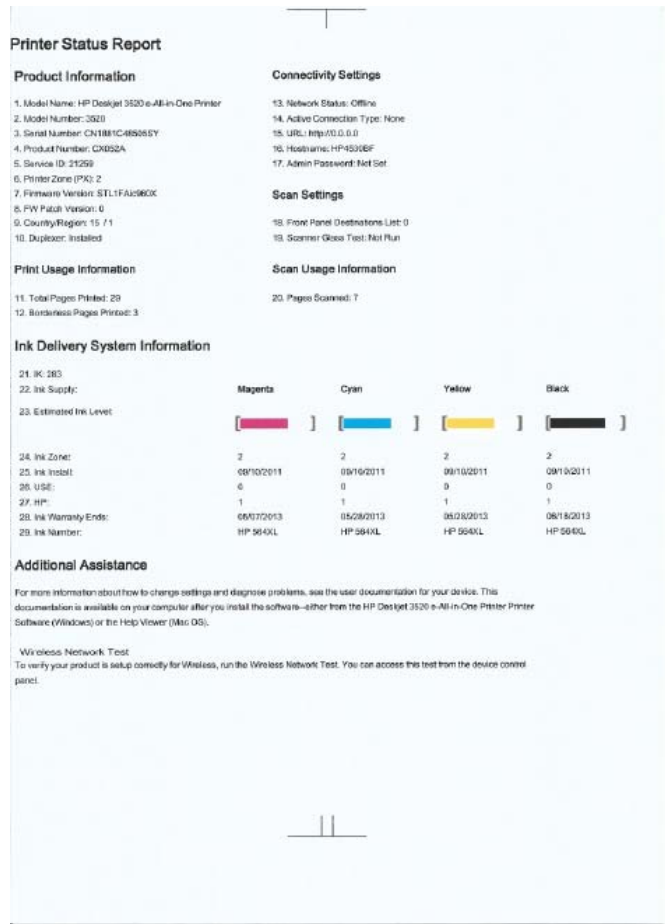 Printer Status Report
Product Information
1. Model Name: HP Deskjet 3520 e-All-in-One Printer
2. Model Number: 3520
3. Serial Number: CN1881C48505SY
4. Product Number: CX052A
5. Service ID: 21259
6. Printer Zone (PX): 2
7. Firmware Version:
8. FW Patch Version: 0
9. Country/Region: 15 / 1
10. Duplexer: Installed
Connectivity Settings
13. Network Status: Offline
14. Active Connection Type: None
15. URL: http://0.0.0.0
16. Hostname: HP4530BF
17. Admin Password: Not Set
Scan Settings
18. Front Panel Destinations List: 0
19. Scanner Glass Test: Not Run
Print Usage Information
11. Total Pages Printed: 29
12. Borderless Pages Printed: 3
Scan Usage Information
20. Pages Scanned: 7
Ink Delivery System Information
21. IK: 283
22. Ink Supply: Magenta Cyan Yellow Black
23. Estimated Ink Level:
24. Ink Zone: 2 2 2 2
25. Ink Install: 09/10/2011 09/10/2011 09/10/2011 09/10/2011
26. USE: 0 0 0 0
27. HP: 1 1 1 1
28. Ink Warranty Ends: 06/07/2013 05/28/2013 05/28/2013 06/18/2013
29. Ink Number: HP 564XL HP 564XL HP 564XL HP 564XL
Additional Assistance
For more information about how to change settings and diagnose problems, see the user documentation for your device. This
documentation is available on your computer after you install the software--either from the HP Deskjet 3520 e-All-in-One Printer Printer
Software (Windows) or the Help Viewer (Mac OS).
Wireless Network Test
To verify your product is setup correctly for Wireless, run the Wireless Network Test. You can access this test from the device control
panel.